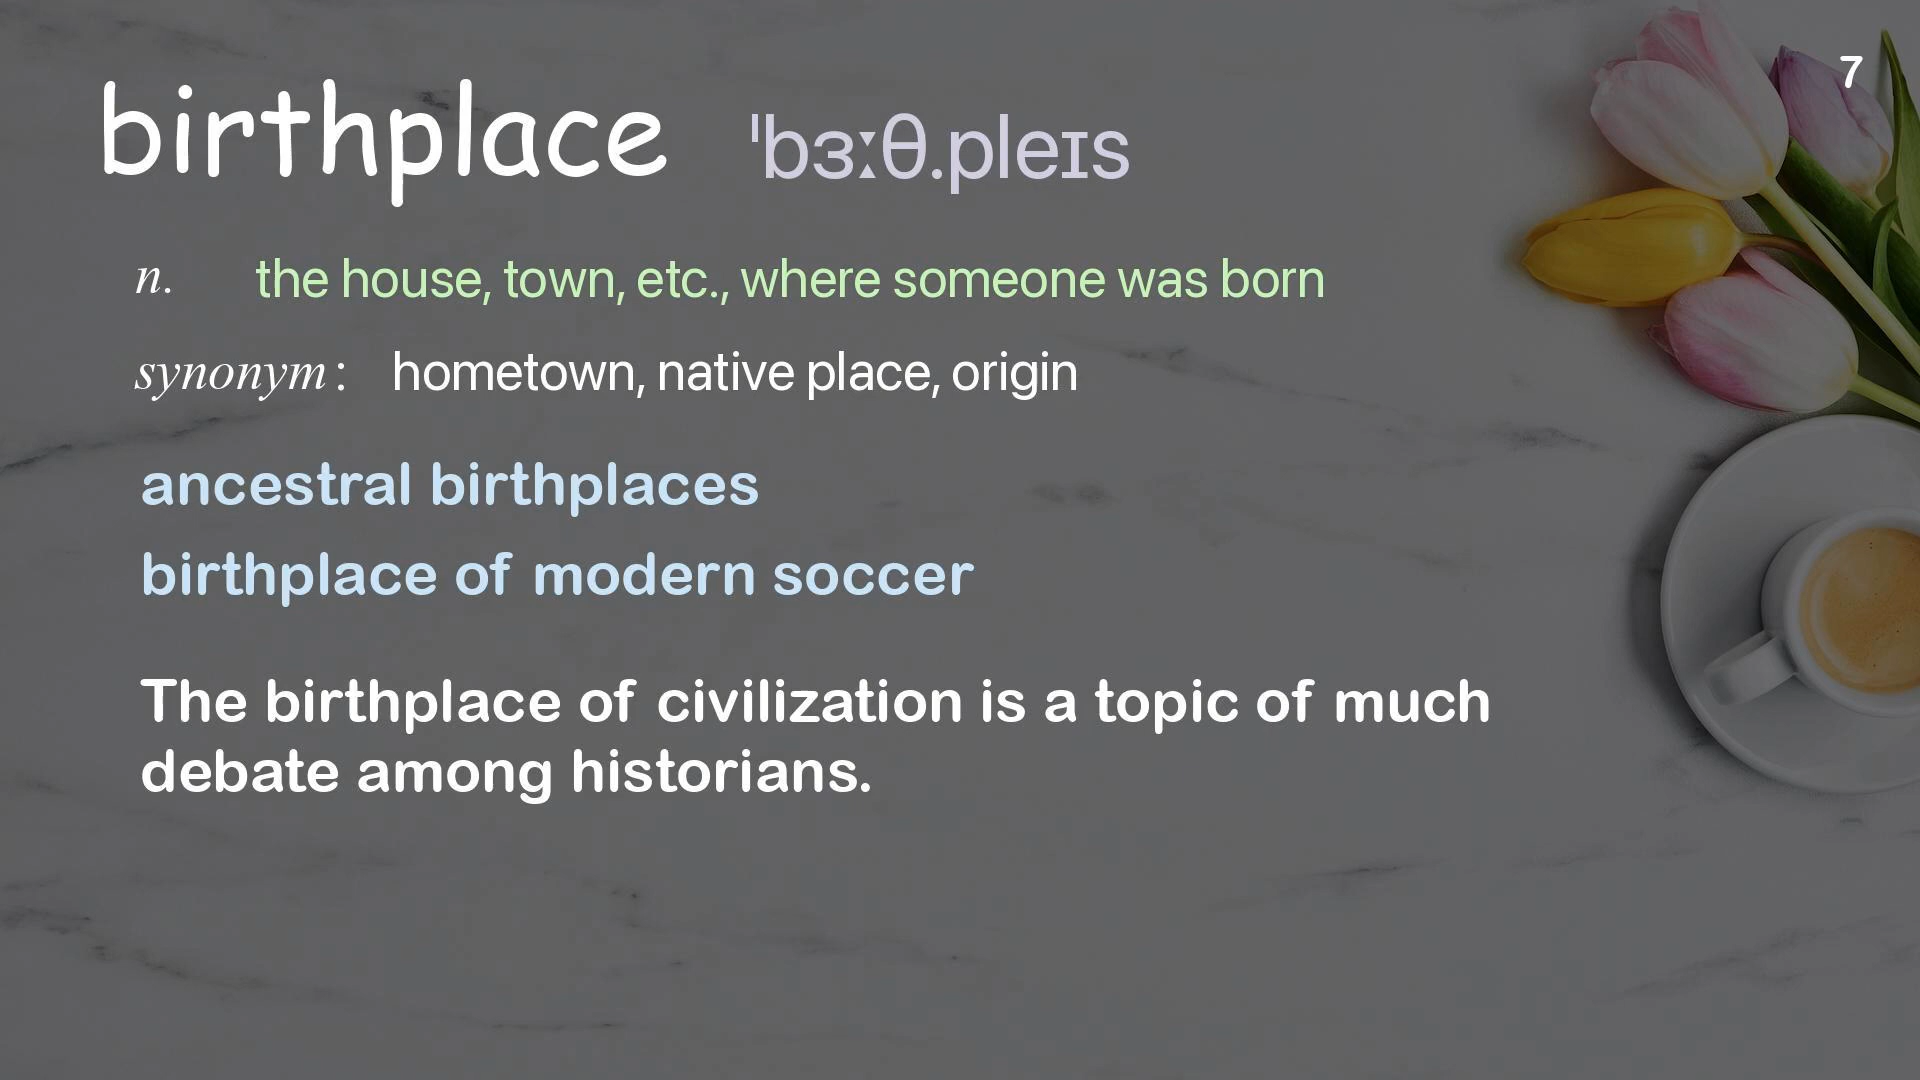 7
birthplace ˈbɜːθ.pleɪs
n. the house, town, etc., where someone was born
synonym : hometown, native place, origin
ancestral birthplaces
birthplace of modern soccer
The birthplace of civilization is a topic of much
debate among historians.